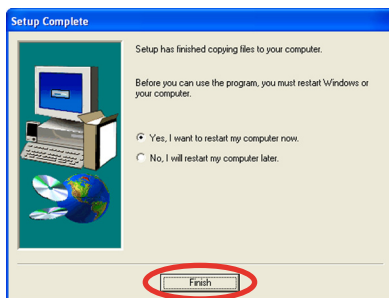 Setup Complete
Setup has finished copying files to your computer.
Before you can use the program, you must restart Windows or
your computer.
Yes, I want to restart my computer now.
No, I will restart my computer later.
Finish